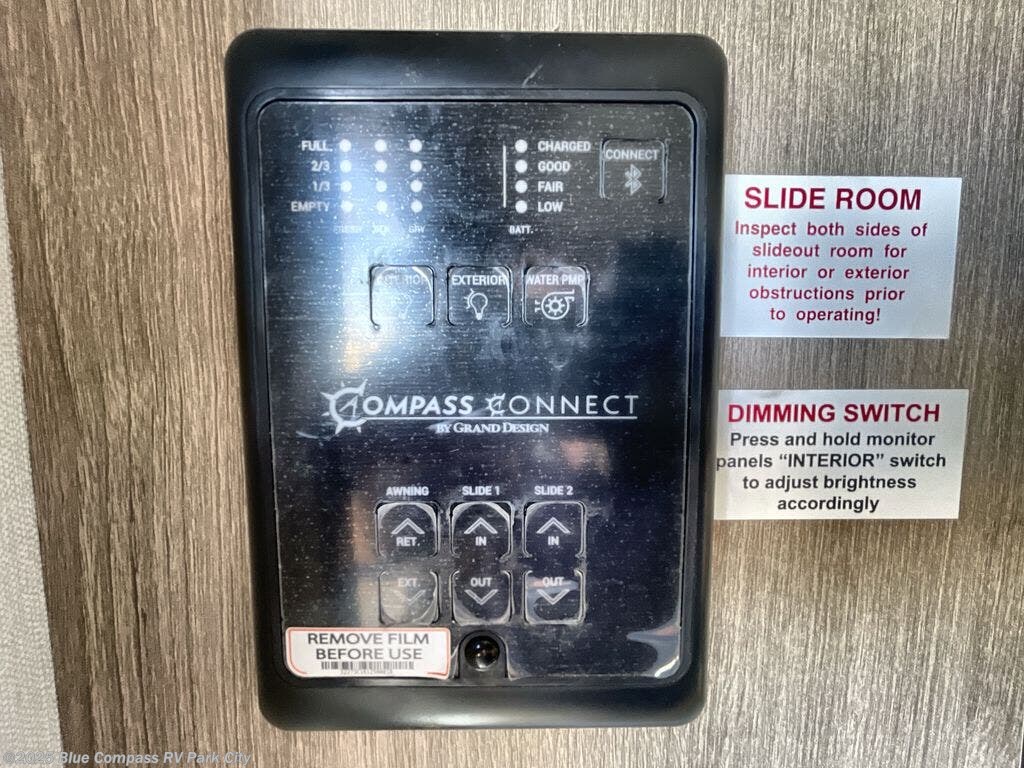 FULL
2/3
1/3
EMPTY
BLK GRY
CHARGED
GOOD
FAIR
LOW
BATT.
CONNECT
INTERIOR
EXTERIOR
WATER PMP
COMPASS CONNECT
BY GRAND DESIGN
AWNING SLIDE 1 SLIDE 2
RET. IN IN
EXT. OUT OUT
REMOVE FILM
BEFORE USE
SLIDE ROOM
Inspect both sides of
slideout room for
interior or exterior
obstructions prior
to operating!
DIMMING SWITCH
Press and hold monitor
panels “INTERIOR” switch
to adjust brightness
accordingly
Blue Compass RV Park City